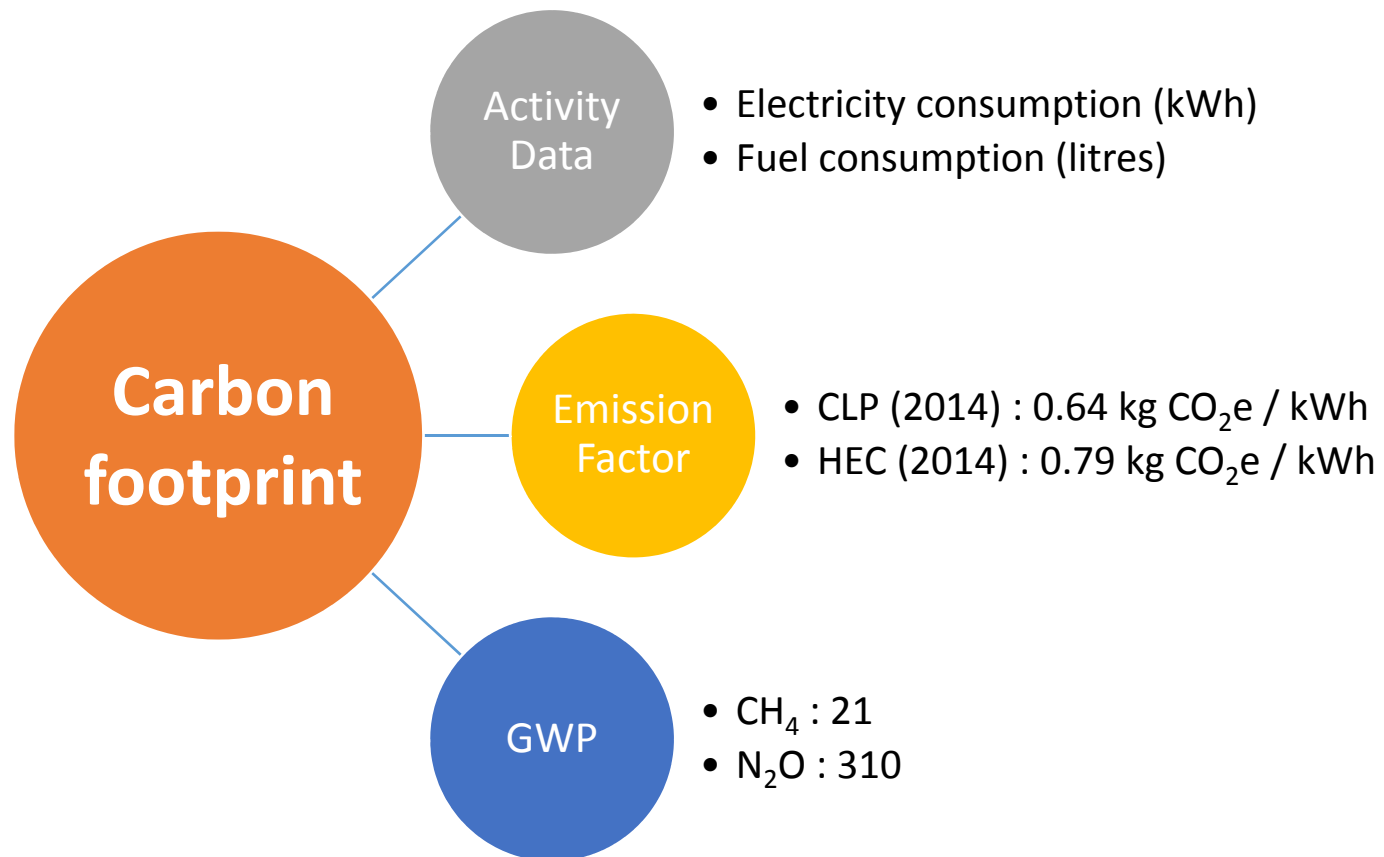 Activity
Data
• Electricity consumption (kWh)
• Fuel consumption (litres)
Carbon
footprint
Emission
Factor
• CLP (2014) : 0.64 kg CO₂e / kWh
• HEC (2014) : 0.79 kg CO₂e / kWh
GWP
• CH₄ : 21
• N₂O : 310